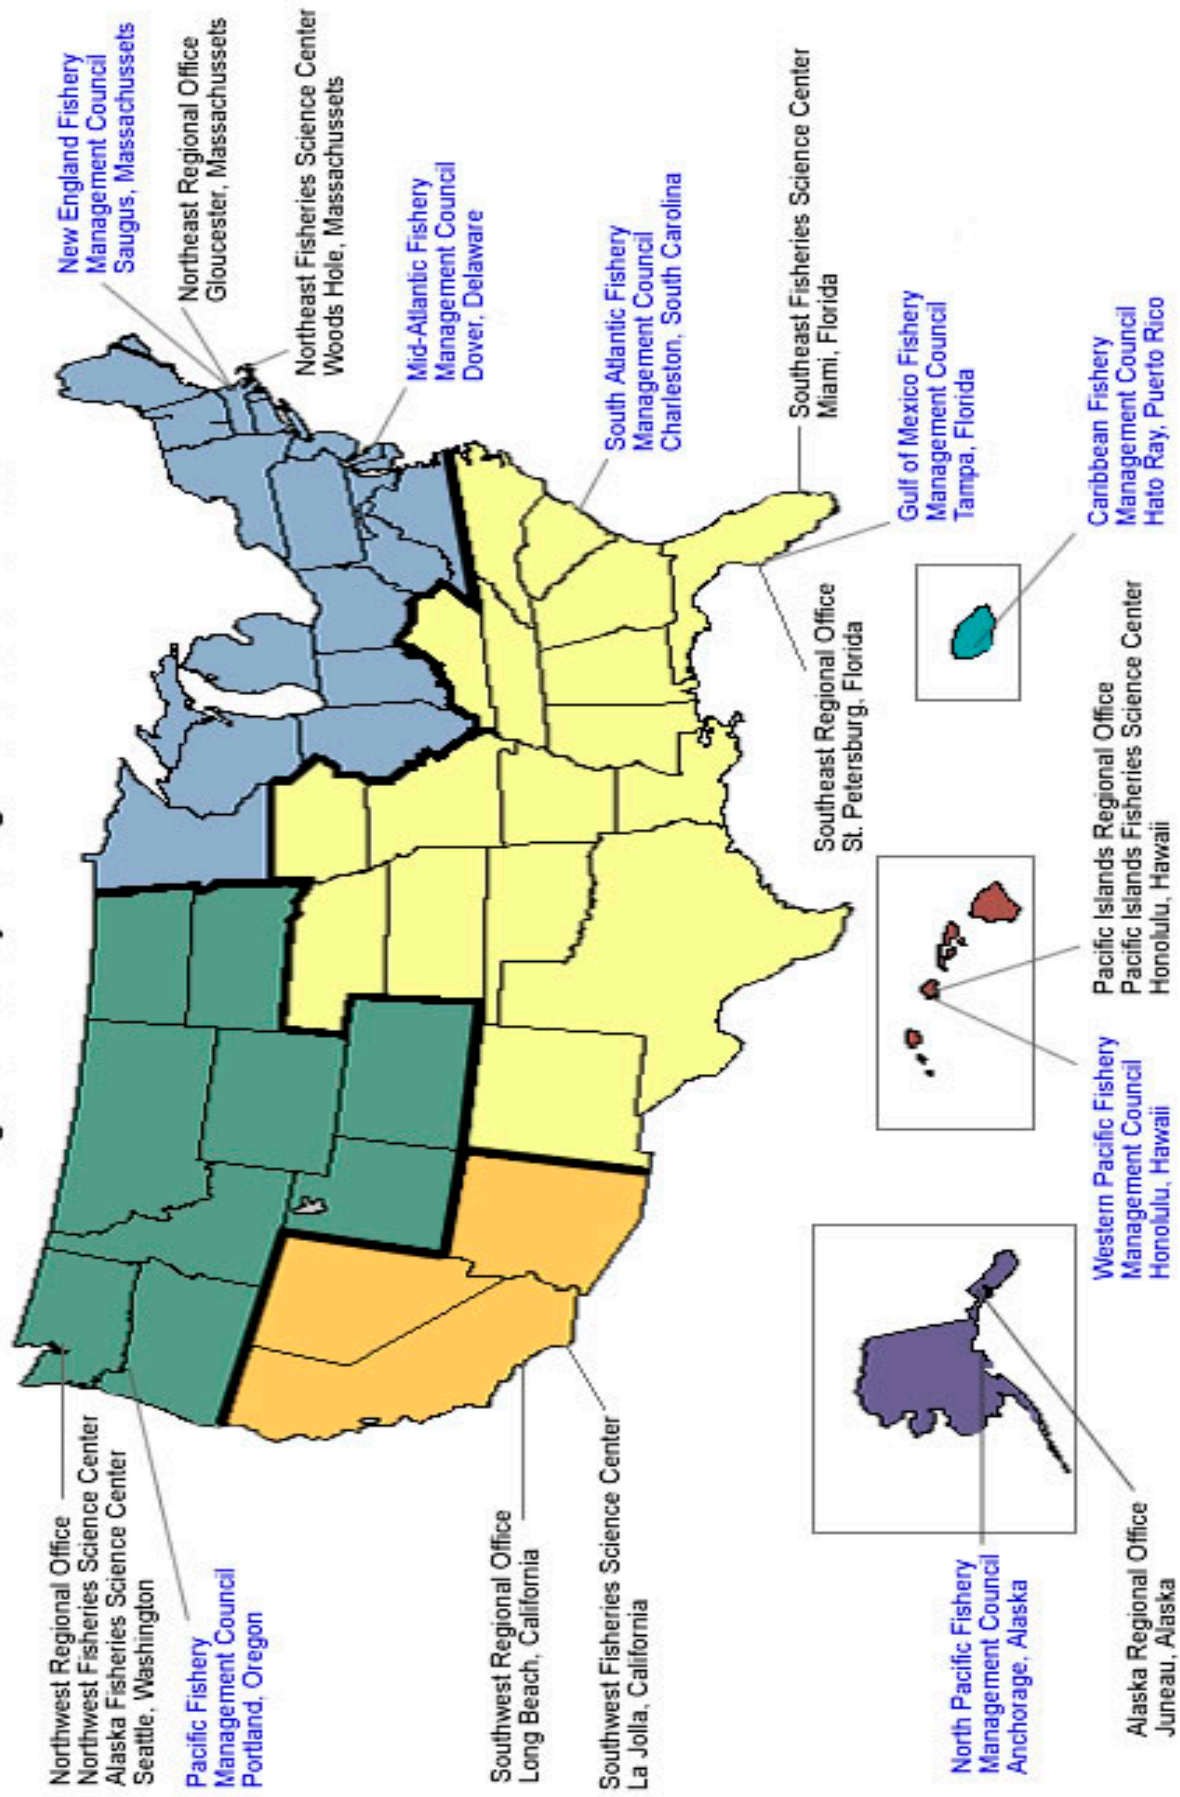 Northwest Regional Office
Northwest Fisheries Science Center
Alaska Fisheries Science Center
Seattle, Washington
Pacific Fishery
Management Council
Portland, Oregon
Southwest Regional Office
Long Beach, California
Southwest Fisheries Science Center
La Jolla, California
North Pacific Fishery
Management Council
Anchorage, Alaska
Alaska Regional Office
Juneau, Alaska
Western Pacific Fishery
Management Council
Honolulu, Hawaii
Pacific Islands Regional Office
Pacific Islands Fisheries Science Center
Honolulu, Hawaii
Southeast Regional Office
St. Petersburg, Florida
Caribbean Fishery
Management Council
Hato Ray, Puerto Rico
Gulf of Mexico Fishery
Management Council
Tampa, Florida
Southeast Fisheries Science Center
Miami, Florida
South Atlantic Fishery
Management Council
Charleston, South Carolina
Mid-Atlantic Fishery
Management Council
Dover, Delaware
Northeast Fisheries Science Center
Woods Hole, Massachussets
Northeast Regional Office
Gloucester, Massachussets
New England Fishery
Management Council
Saugus, Massachussets